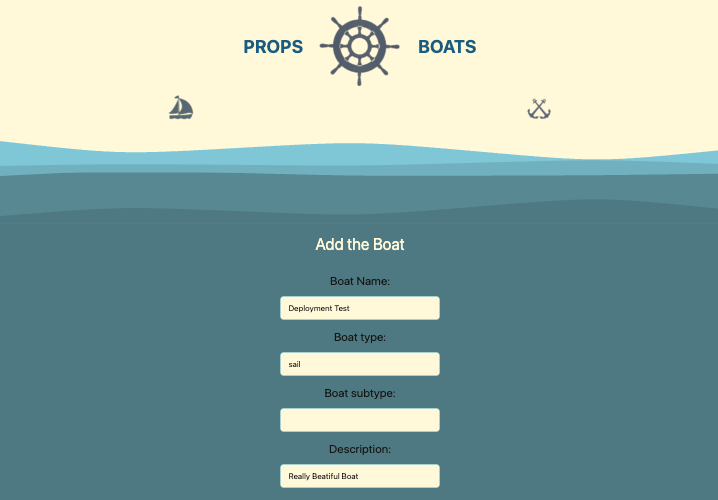 PROPS BOATS
Add the Boat
Boat Name:
Deployment Test
Boat type:
sail
Boat subtype:
Description:
Really Beatiful Boat